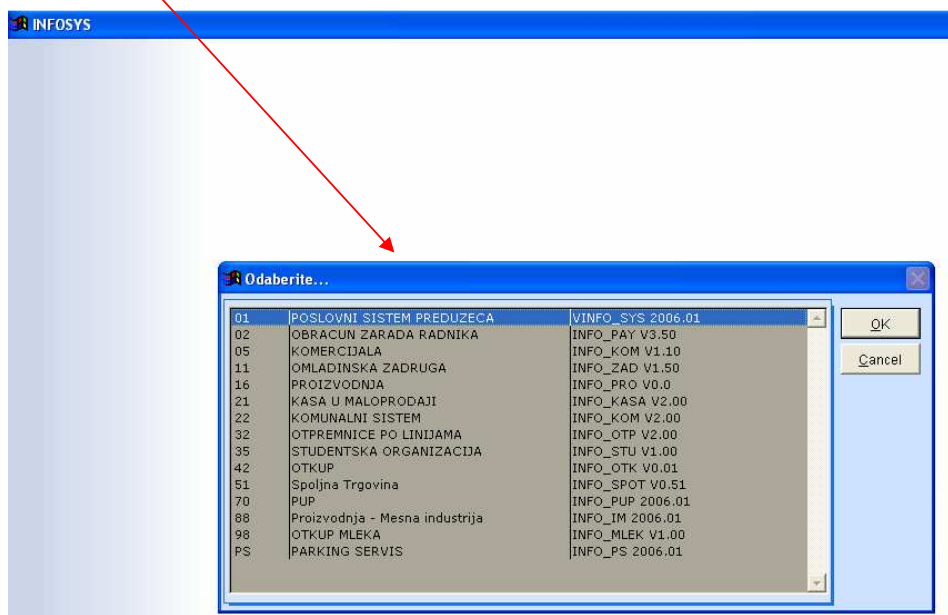 INFOSYS
Odaberite...
01 POSLOVNI SISTEM PREDUZECA VINFO_SYS 2006.01
02 OBRACUN ZARADA RADNIKA INFO_PAY V3.50
05 KOMERCIJALA INFO_KOM V1.10
11 OMLADINSKA ZADRUGA INFO_ZAD V1.50
16 PROIZVODNJA INFO_PRO V0.0
21 KASA U MALOPRODAJI INFO_KASA V2.00
22 KOMUNALNI SISTEM INFO_KOM V2.00
32 OTPREMNICE PO LINIJAMA INFO_OTP V2.00
35 STUDENTSKA ORGANIZACIJA INFO_STU V1.00
42 OTKUP INFO_OTK V0.01
51 Spoljna Trgovina INFO_SPOT V0.51
70 PUP INFO_PUP 2006.01
88 Proizvodnja - Mesna industrija INFO_IM 2006.01
98 OTKUP MLEKA INFO_MLEK V1.00
PS PARKING SERVIS INFO_PS 2006.01
OK
Cancel